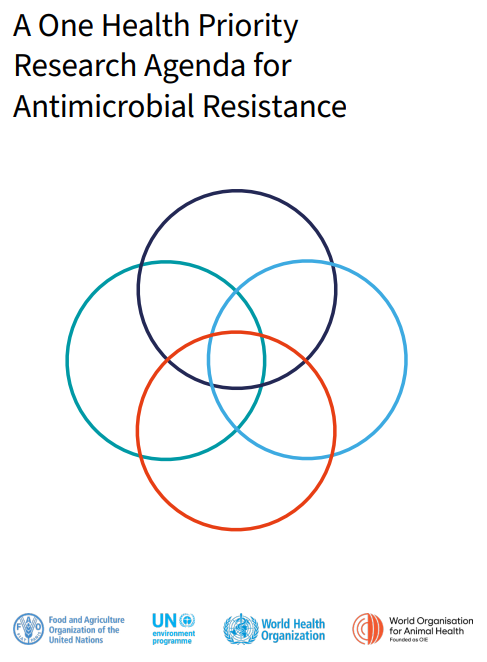 A One Health Priority
Research Agenda for
Antimicrobial Resistance
Food and Agriculture
Organization of the
United Nations
UN
environment
programme
World Health
Organization
World Organisation
for Animal Health
Founded as OIE